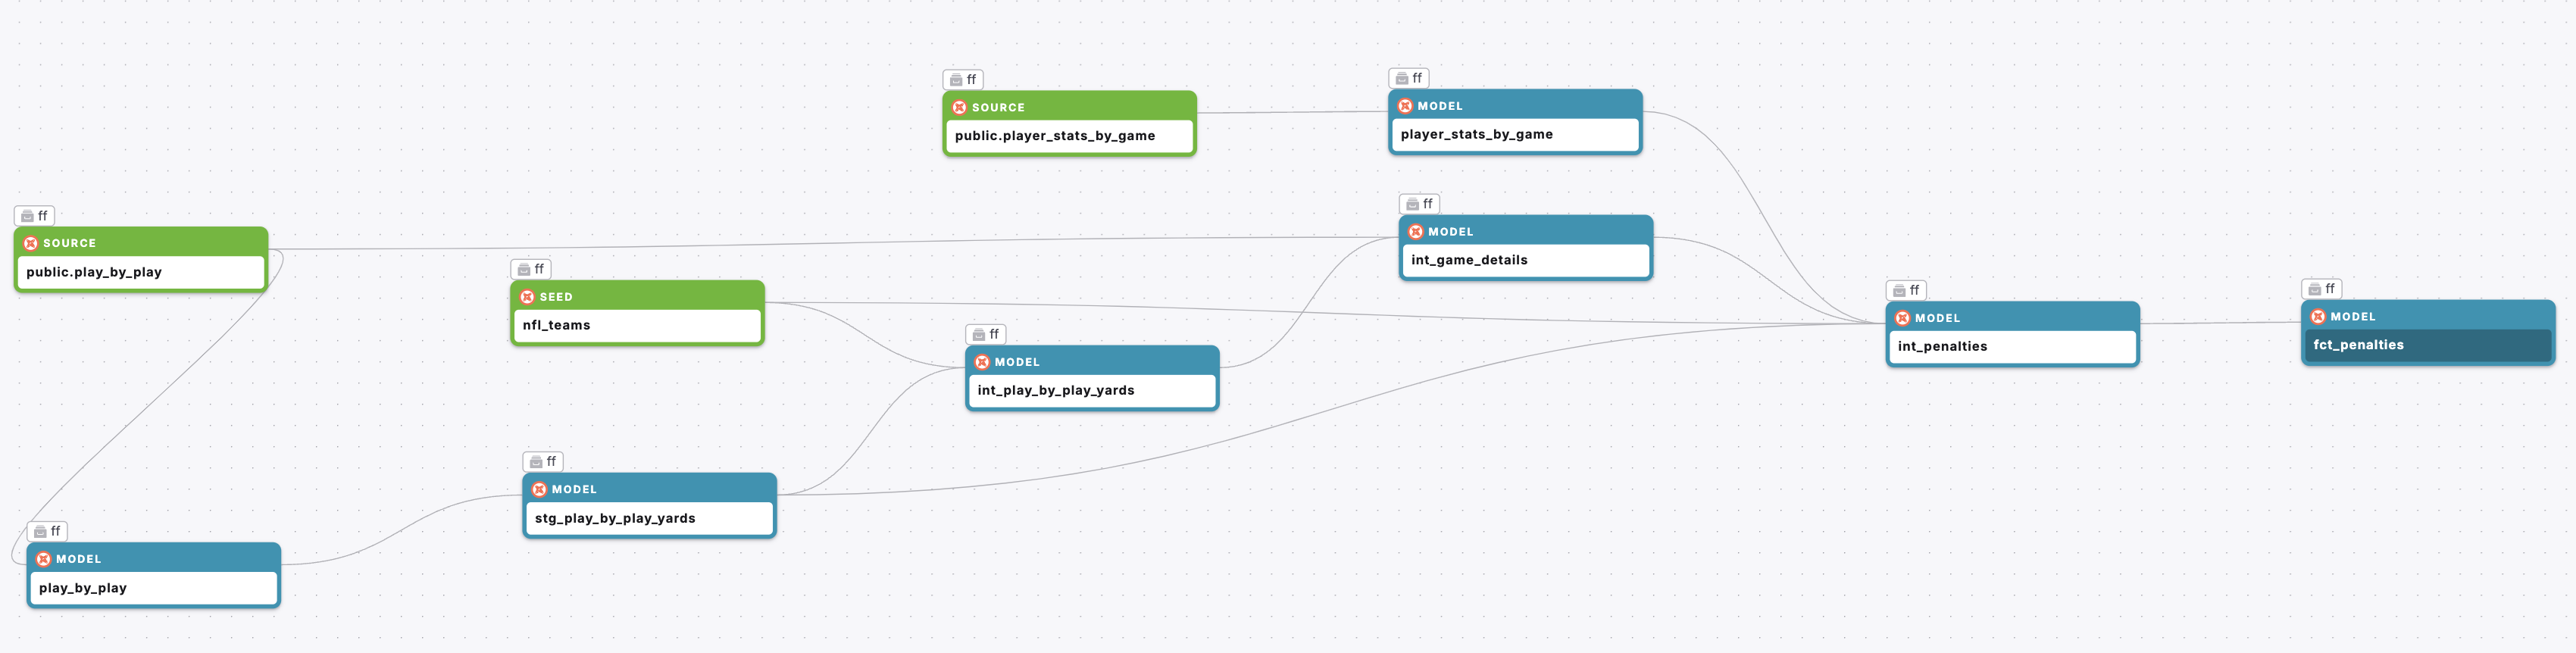 ff
SOURCE
public.player_stats_by_game
ff
MODEL
player_stats_by_game
ff
SOURCE
public.play_by_play
ff
MODEL
int_game_details
ff
SEED
nfl_teams
ff
MODEL
int_play_by_play_yards
ff
MODEL
int_penalties
ff
MODEL
fct_penalties
ff
MODEL
stg_play_by_play_yards
ff
MODEL
play_by_play